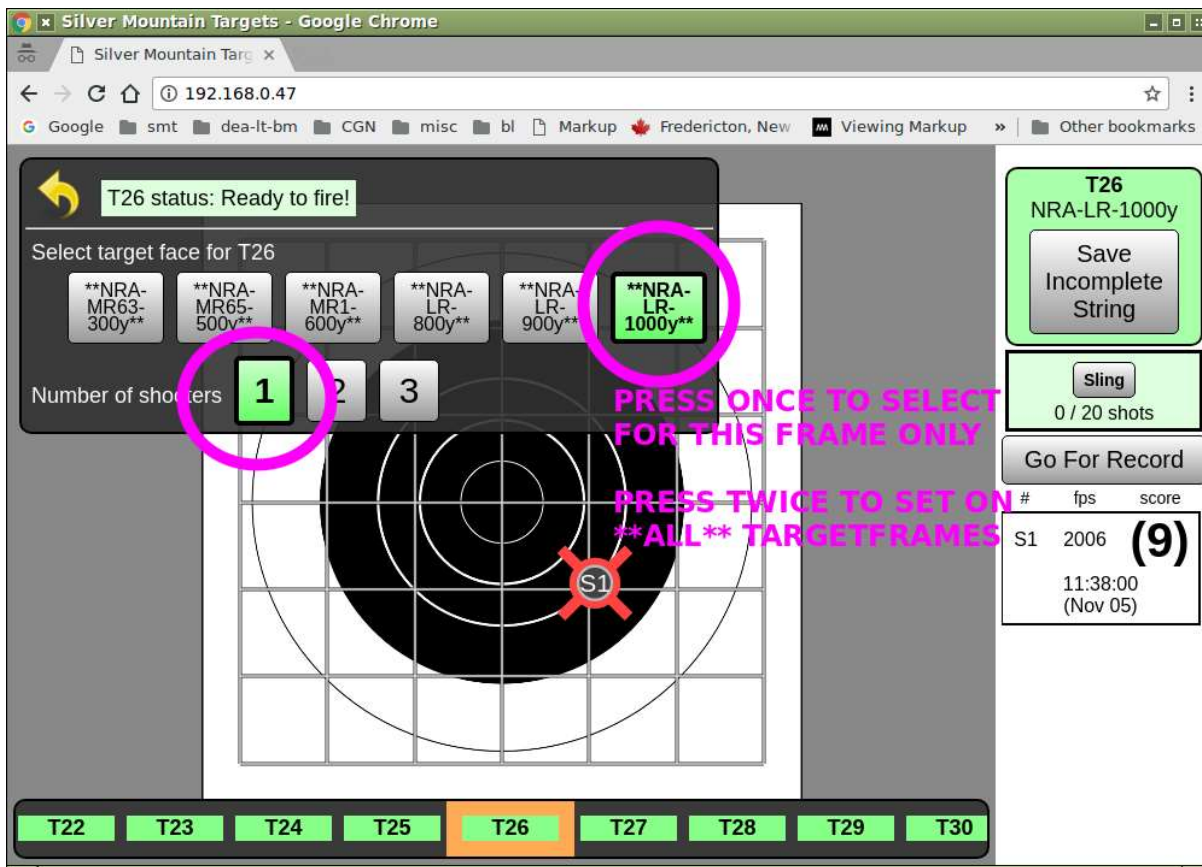 Silver Mountain Targets - Google Chrome
Silver Mountain Targ
192.168.0.47
Google smt dea-lt-bm CGN misc bl Markup Fredericton, New Viewing Markup » Other bookmarks
T26 status: Ready to fire!
Select target face for T26
**NRA-
MR63-
300y**
**NRA-
MR65-
500y**
**NRA-
MR1-
600y**
**NRA-
LR-
800y**
**NRA-
LR-
900y**
**NRA-
LR-
1000y**
Number of shooters 1 2 3
PRESS ONCE TO SELECT
FOR THIS FRAME ONLY
PRESS TWICE TO SET ON
**ALL** TARGETFRAMES
S1
T26
NRA-LR-1000y
Save
Incomplete
String
Sling
0 / 20 shots
Go For Record
# fps score
S1 2006 (9)
11:38:00
(Nov 05)
T22 T23 T24 T25 T26 T27 T28 T29 T30